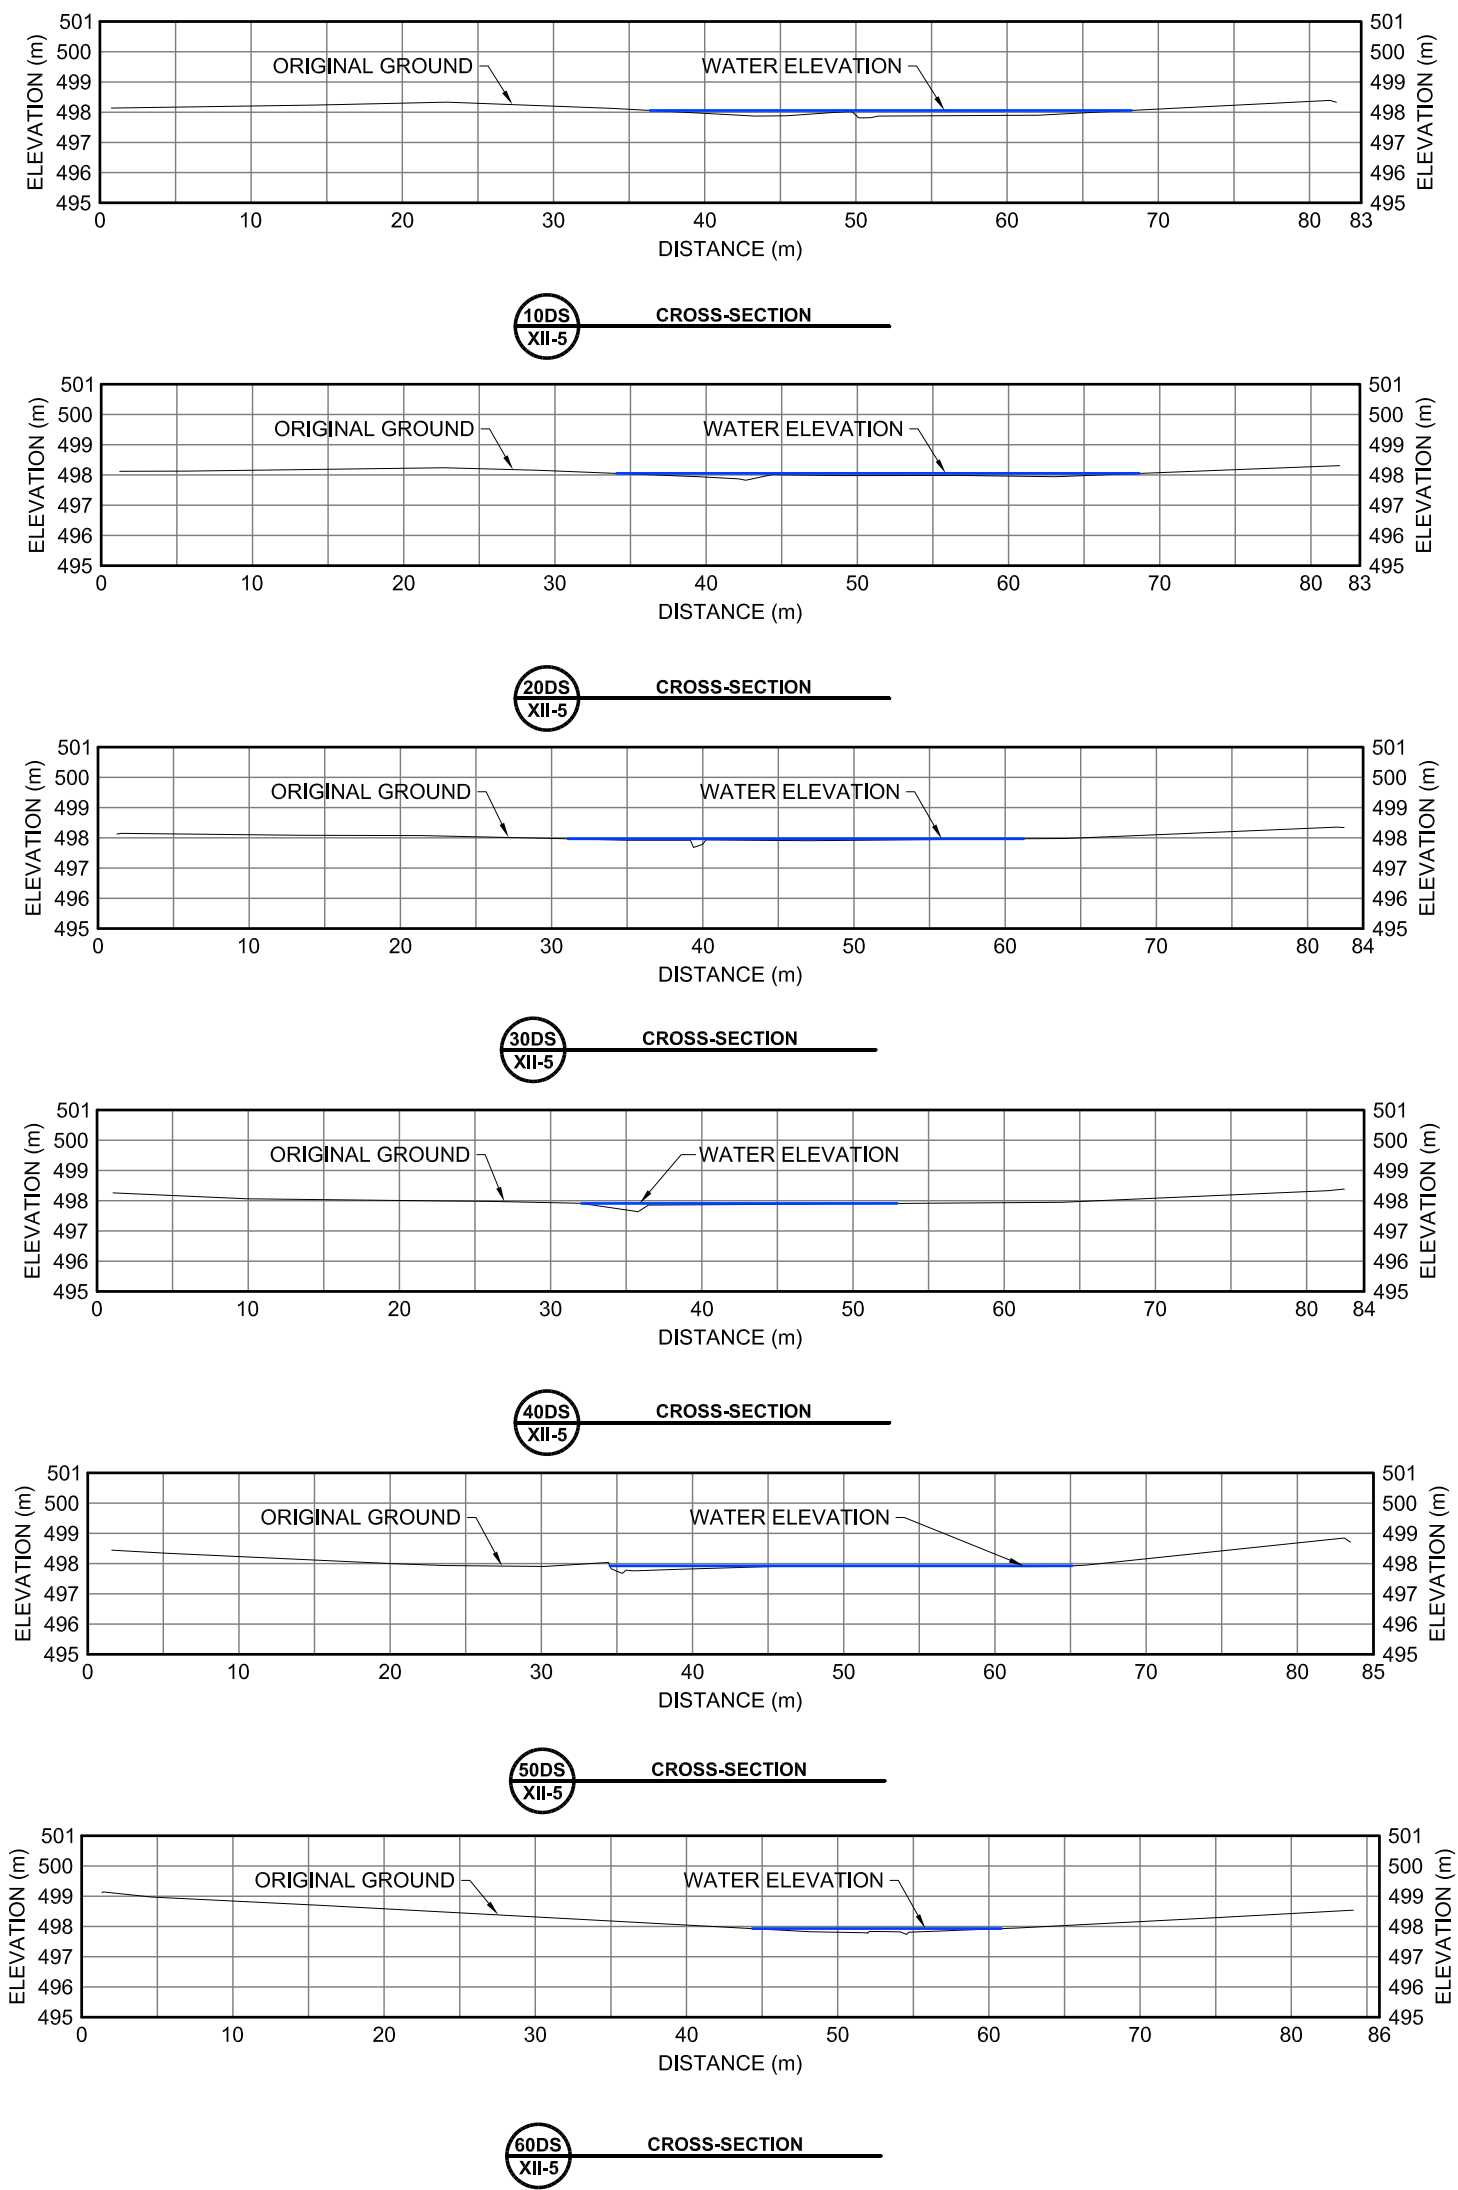 501 501
500 500
ORIGINAL GROUND WATER ELEVATION
499 499
498 498
497 497
496 496
495 495
ELEVATION (m) ELEVATION (m)
0 10 20 30 40 50 60 70 80 83
DISTANCE (m)
10DS CROSS-SECTION
XII-5
501 501
500 500
ORIGINAL GROUND WATER ELEVATION
499 499
498 498
497 497
496 496
495 495
ELEVATION (m) ELEVATION (m)
0 10 20 30 40 50 60 70 80 83
DISTANCE (m)
20DS CROSS-SECTION
XII-5
501 501
500 500
ORIGINAL GROUND WATER ELEVATION
499 499
498 498
497 497
496 496
495 495
ELEVATION (m) ELEVATION (m)
0 10 20 30 40 50 60 70 80 84
DISTANCE (m)
30DS CROSS-SECTION
XII-5
501 501
500 500
ORIGINAL GROUND WATER ELEVATION
499 499
498 498
497 497
496 496
495 495
ELEVATION (m) ELEVATION (m)
0 10 20 30 40 50 60 70 80 84
DISTANCE (m)
40DS CROSS-SECTION
XII-5
501 501
500 500
ORIGINAL GROUND WATER ELEVATION
499 499
498 498
497 497
496 496
495 495
ELEVATION (m) ELEVATION (m)
0 10 20 30 40 50 60 70 80 85
DISTANCE (m)
50DS CROSS-SECTION
XII-5
501 501
500 500
ORIGINAL GROUND WATER ELEVATION
499 499
498 498
497 497
496 496
495 495
ELEVATION (m) ELEVATION (m)
0 10 20 30 40 50 60 70 80 86
DISTANCE (m)
60DS CROSS-SECTION
XII-5